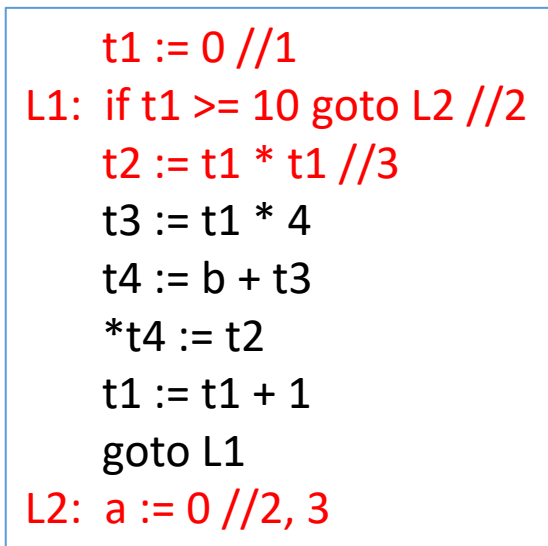 t1 := 0 //1
L1: if t1 >= 10 goto L2 //2
t2 := t1 * t1 //3
t3 := t1 * 4
t4 := b + t3
*t4 := t2
t1 := t1 + 1
goto L1
L2: a := 0 //2, 3